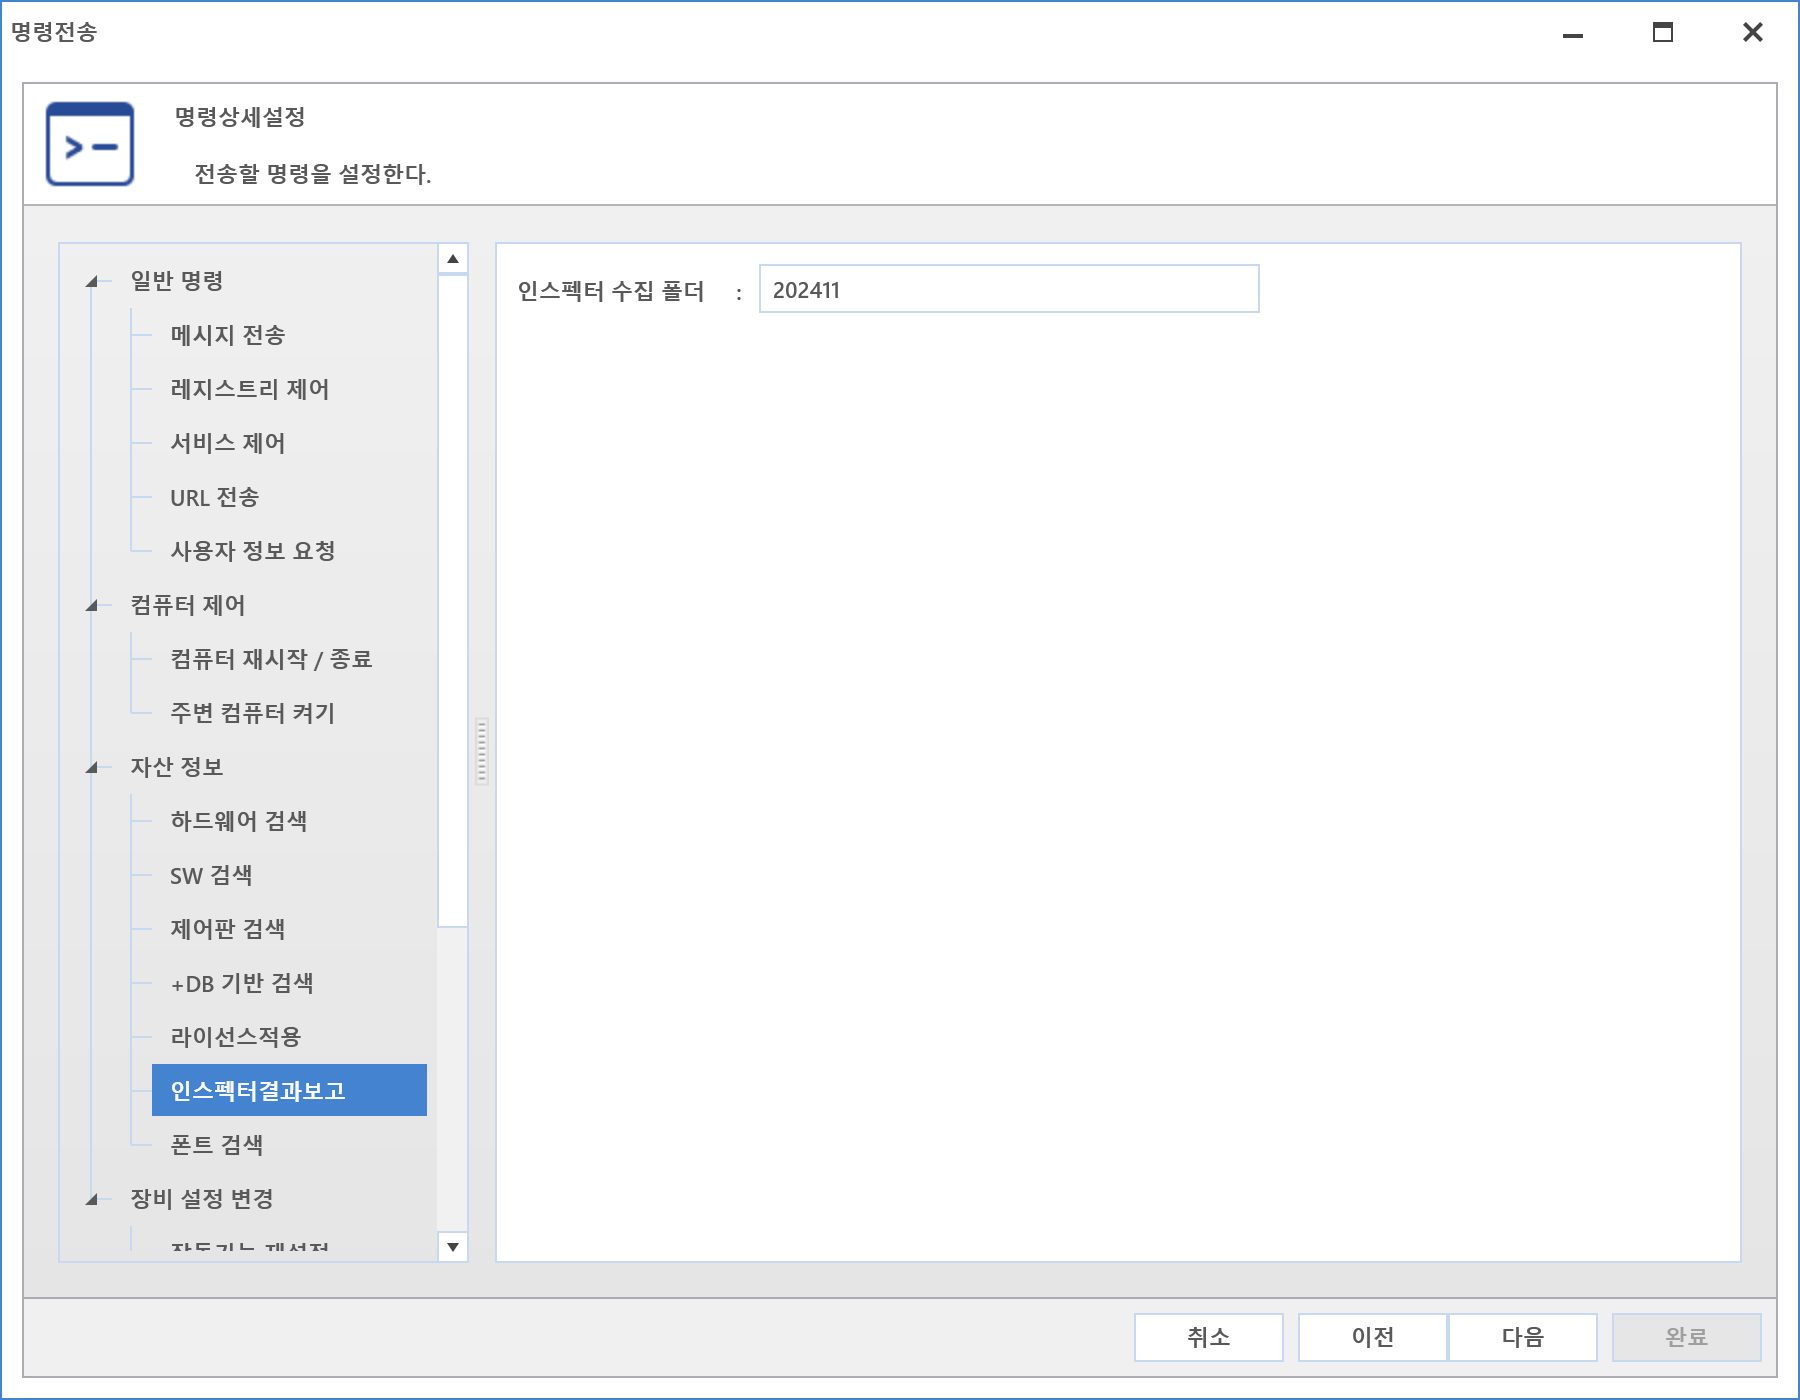 명령전송
명령상세설정
전송할 명령을 설정한다.
일반 명령
메시지 전송
레지스트리 제어
서비스 제어
URL 전송
사용자 정보 요청
컴퓨터 제어
컴퓨터 재시작 / 종료
주변 컴퓨터 켜기
자산 정보
하드웨어 검색
SW 검색
제어판 검색
+DB 기반 검색
라이선스적용
인스펙터결과보고
폰트 검색
장비 설정 변경
인스펙터 수집 폴더 : 202411
취소 이전 다음 완료